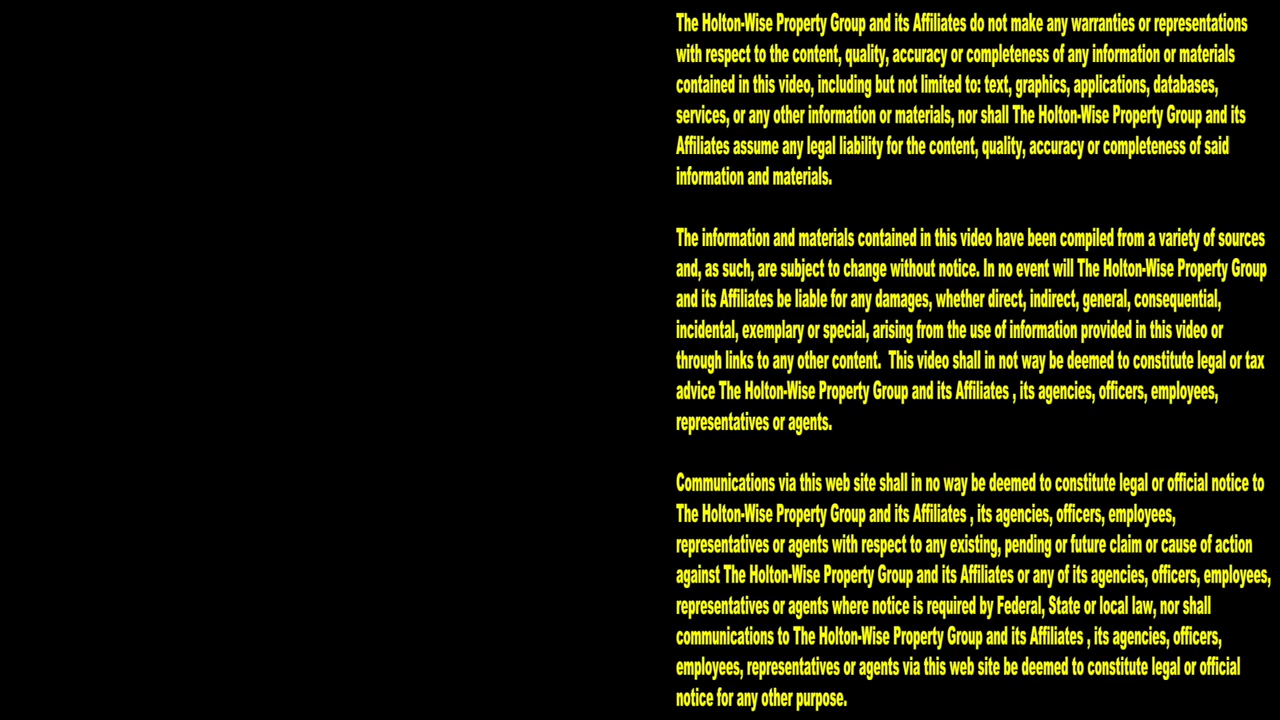 The Holton-Wise Property Group and its Affiliates do not make any warranties or representations
with respect to the content, quality, accuracy or completeness of any information or materials
contained in this video, including but not limited to: text, graphics, applications, databases,
services, or any other information or materials, nor shall The Holton-Wise Property Group and its
Affiliates assume any legal liability for the content, quality, accuracy or completeness of said
information and materials.
The information and materials contained in this video have been compiled from a variety of sources
and, as such, are subject to change without notice. In no event will The Holton-Wise Property Group
and its Affiliates be liable for any damages, whether direct, indirect, general, consequential,
incidental, exemplary or special, arising from the use of information provided in this video or
through links to any other content.  This video shall in not way be deemed to constitute legal or tax
advice The Holton-Wise Property Group and its Affiliates , its agencies, officers, employees,
representatives or agents.
Communications via this web site shall in no way be deemed to constitute legal or official notice to
The Holton-Wise Property Group and its Affiliates , its agencies, officers, employees,
representatives or agents with respect to any existing, pending or future claim or cause of action
against The Holton-Wise Property Group and its Affiliates or any of its agencies, officers, employees,
representatives or agents where notice is required by Federal, State or local law, nor shall
communications to The Holton-Wise Property Group and its Affiliates , its agencies, officers,
employees, representatives or agents via this web site be deemed to constitute legal or official
notice for any other purpose.